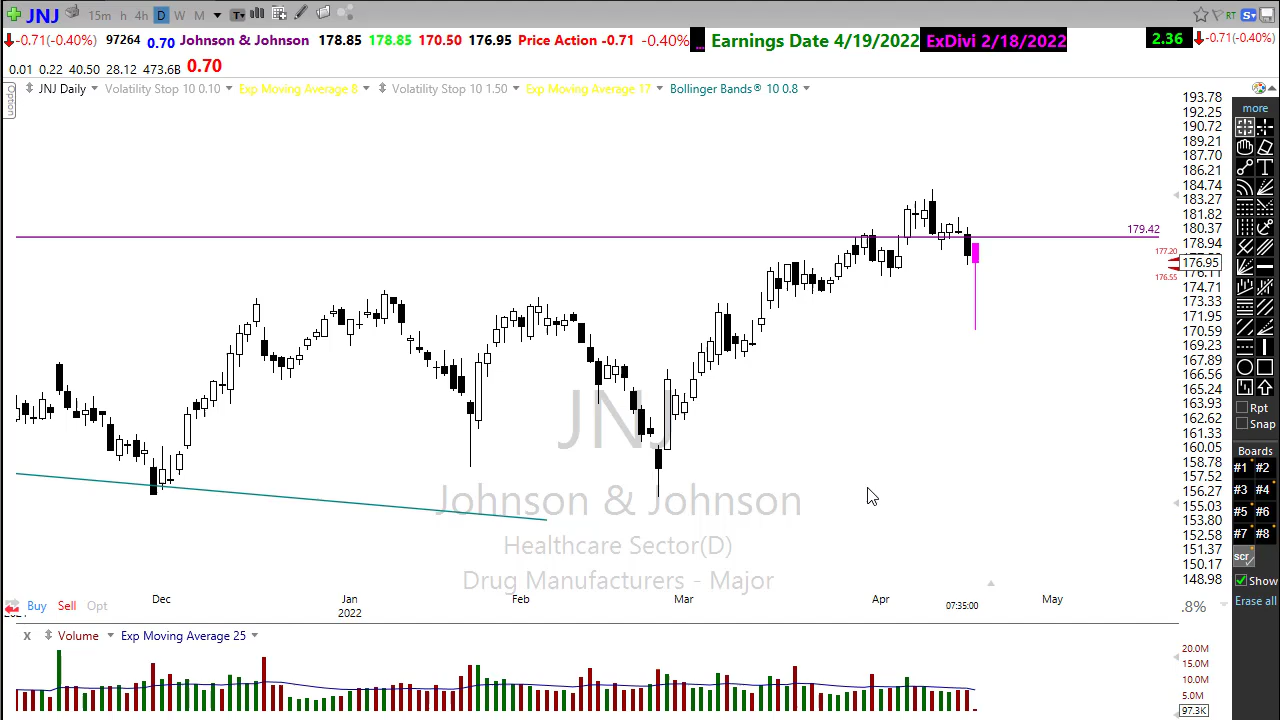 JNJ 15m h 4h D W M T RT S
-0.71(-0.40%) 97264 0.70 Johnson & Johnson 178.85 178.85 170.50 176.95 Price Action -0.71 -0.40% ... Earnings Date 4/19/2022 ExDivi 2/18/2022 2.36 -0.71(-0.40%)
0.01 0.22 40.50 28.12 473.6B 0.70
Option
JNJ Daily Volatility Stop 10 0.10 Exp Moving Average 8 Volatility Stop 10 1.50 Exp Moving Average 17 Bollinger Bands® 10 0.8
193.78
192.25
190.72
189.21
187.70
186.21
184.74
183.27
181.82
180.37
179.42
178.94
177.20
176.95
176.11
176.55
174.71
173.33
171.95
170.59
169.23
167.89
166.56
165.24
163.93
162.62
161.33
160.05
158.78
157.52
156.27
155.03
153.80
152.58
151.37
150.17
148.98
more
Rpt
Snap
Boards
#1 #2
#3 #4
#5 #6
#7 #8
scr
Show
Erase all
JNJ
Johnson & Johnson
Healthcare Sector(D)
Drug Manufacturers - Major
Buy Sell Opt
Dec Jan Feb Mar Apr May
2022
07:35:00
.8%
x Volume Exp Moving Average 25
20.0M
15.0M
10.0M
5.0M
97.3K